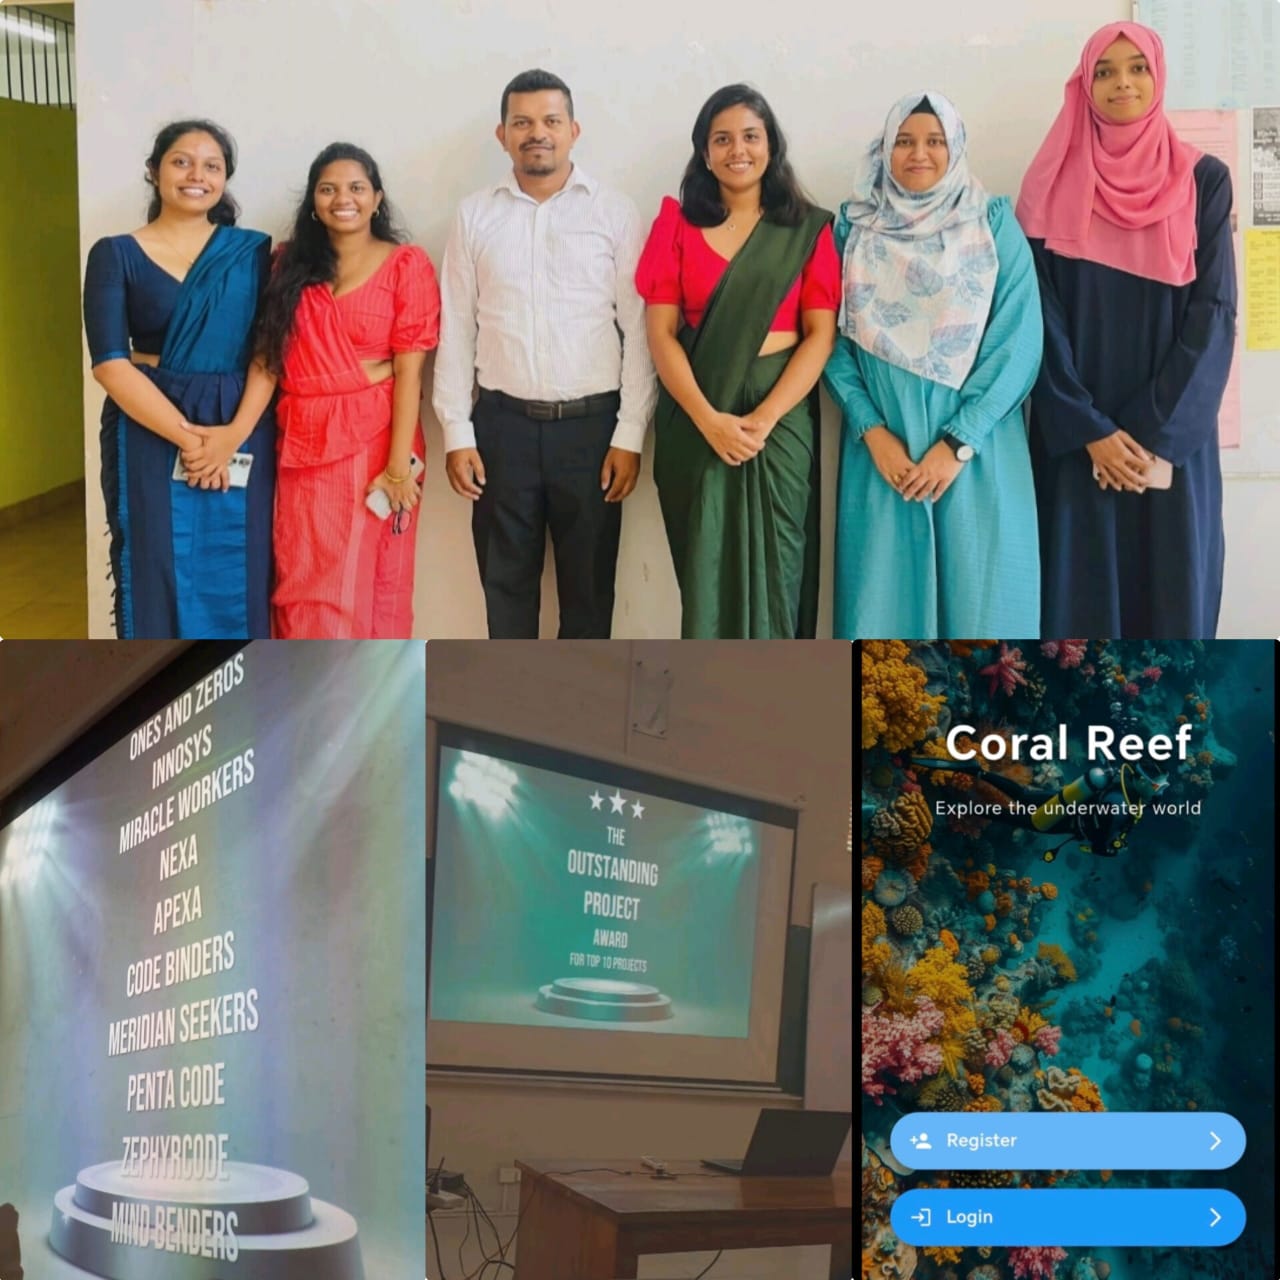 ONES AND ZEROS
INNOSYS
MIRACLE WORKERS
NEXA
APEXA
CODE BINDERS
MERIDIAN SEEKERS
PENTA CODE
ZEPHYRCODE
MIND BENDERS
THE
OUTSTANDING
PROJECT
AWARD
FOR TOP 10 PROJECTS
Coral Reef
Explore the underwater world
Register
Login